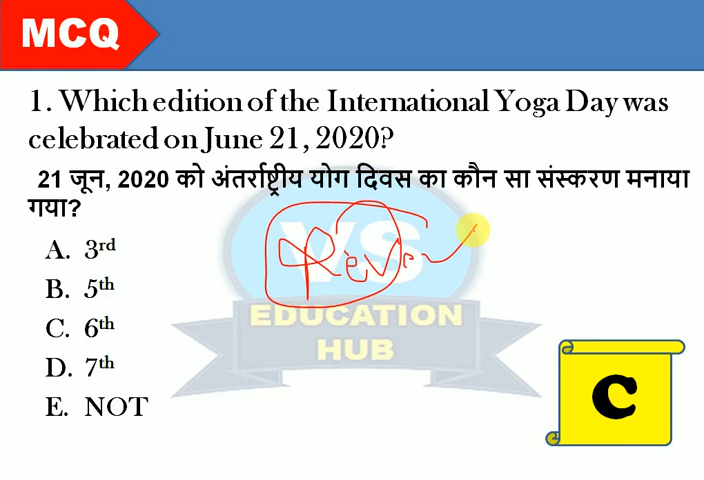 MCQ
1. Which edition of the International Yoga Day was
celebrated on June 21, 2020?
21 जून, 2020 को अंतर्राष्ट्रीय योग दिवस का कौन सा संस्करण मनाया
गया?
A. 3rd
B. 5th
C. 6th
D. 7th
E. NOT
VS
EDUCATION
HUB
C